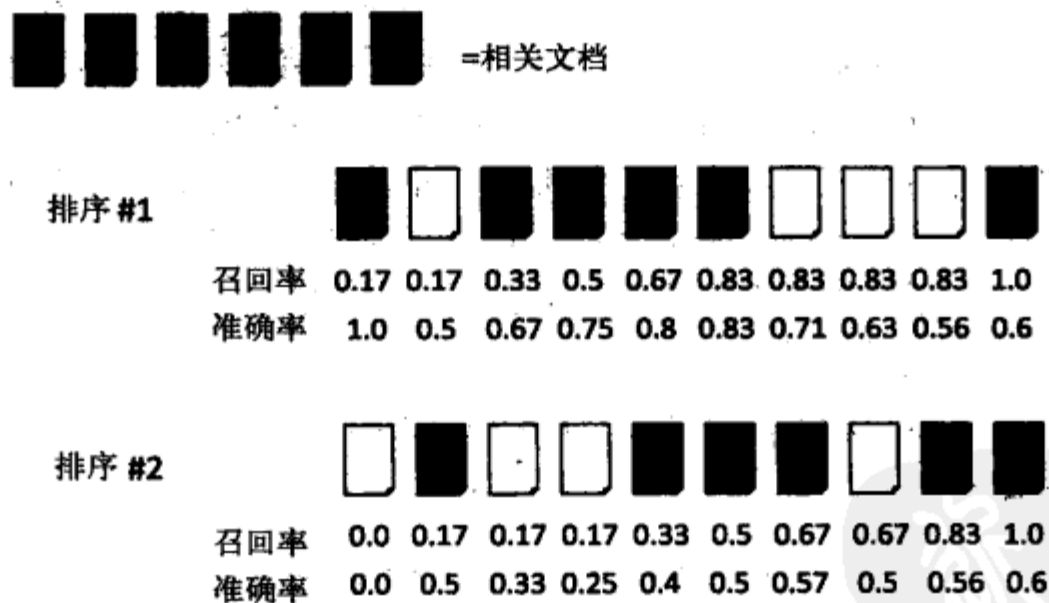 =相关文档
排序 #1
召回率 0.17 0.17 0.33 0.5 0.67 0.83 0.83 0.83 0.83 1.0
准确率 1.0 0.5 0.67 0.75 0.8 0.83 0.71 0.63 0.56 0.6
排序 #2
召回率 0.0 0.17 0.17 0.17 0.33 0.5 0.67 0.67 0.83 1.0
准确率 0.0 0.5 0.33 0.25 0.4 0.5 0.57 0.5 0.56 0.6